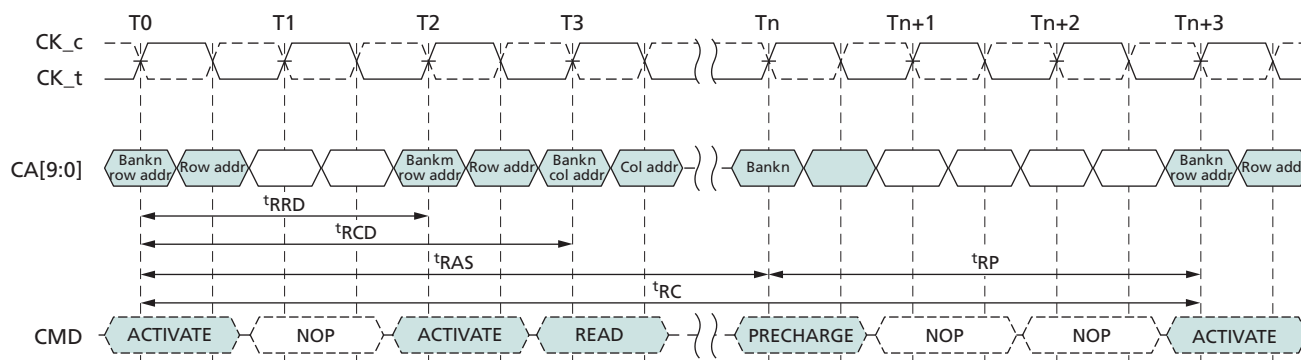 T0 T1 T2 T3 Tn Tn+1 Tn+2 Tn+3
CK_c
CK_t
CA[9:0]
Bankn
row addr
Row addr
Bankm
row addr
Row addr
Bankn
col addr
Col addr
Bankn
Bankn
row addr
Row addr
tRRD
tRCD
tRAS tRP
tRC
CMD ACTIVATE NOP ACTIVATE READ PRECHARGE NOP NOP ACTIVATE